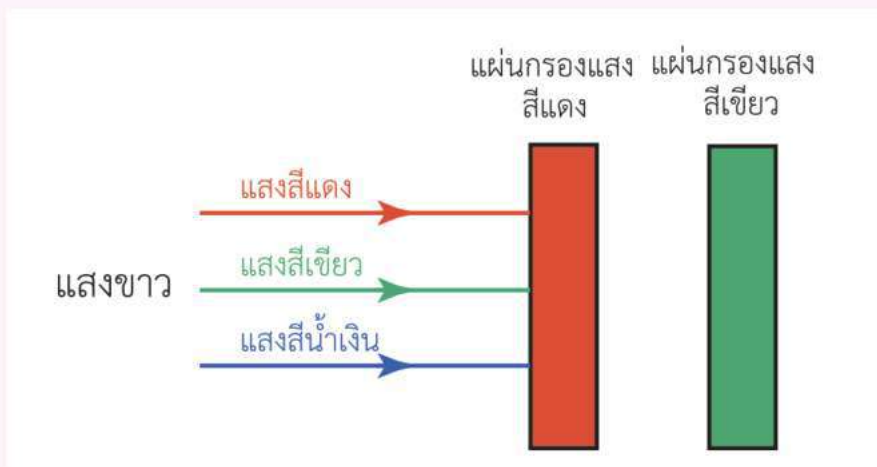 แผ่นกรองแสง
สีแดง
แผ่นกรองแสง
สีเขียว
แสงสีแดง
แสงสีเขียว
แสงขาว
แสงสีน้ำเงิน